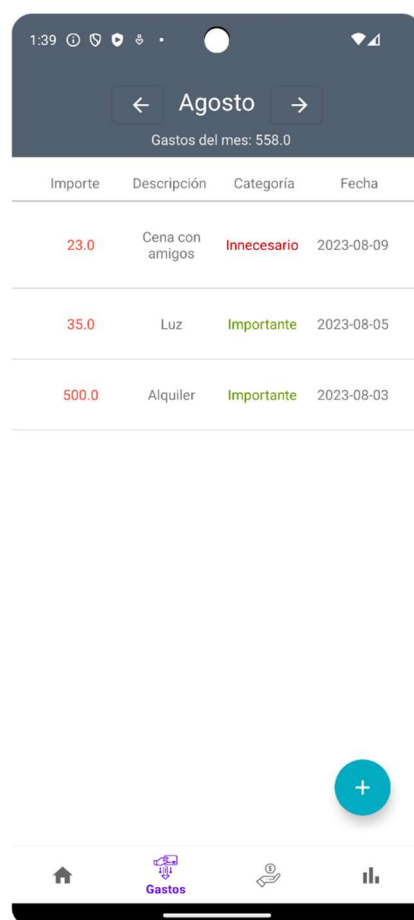 1:39
Agosto
Gastos del mes: 558.0
Importe Descripción Categoría Fecha
23.0 Cena con amigos Innecesario 2023-08-09
35.0 Luz Importante 2023-08-05
500.0 Alquiler Importante 2023-08-03
Gastos